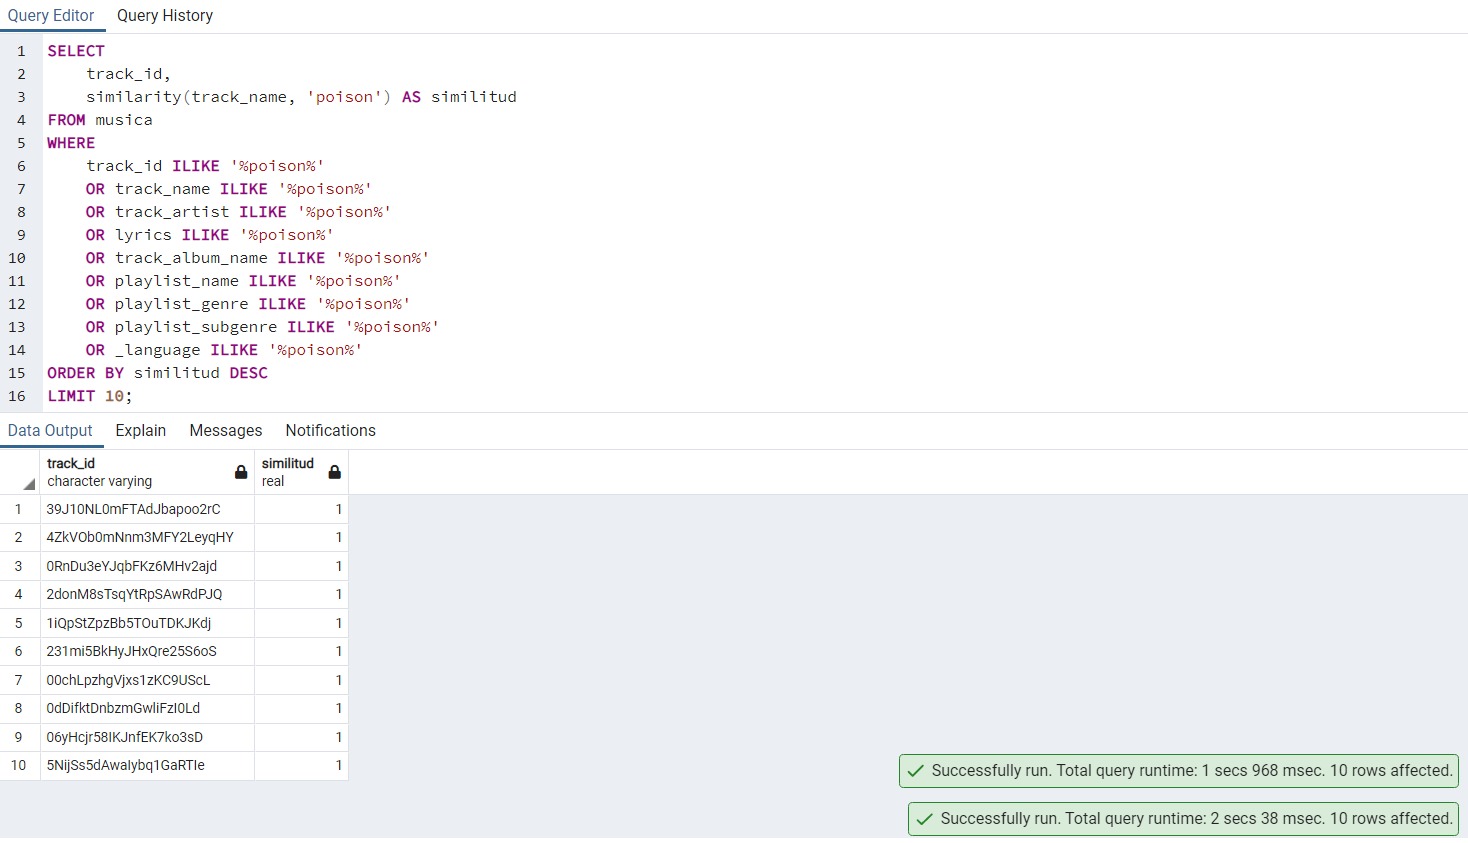 Query Editor Query History
1 SELECT
2 track_id,
3 similarity(track_name, 'poison') AS similitud
4 FROM musica
5 WHERE
6 track_id ILIKE '%poison%'
7 OR track_name ILIKE '%poison%'
8 OR track_artist ILIKE '%poison%'
9 OR lyrics ILIKE '%poison%'
10 OR track_album_name ILIKE '%poison%'
11 OR playlist_name ILIKE '%poison%'
12 OR playlist_genre ILIKE '%poison%'
13 OR playlist_subgenre ILIKE '%poison%'
14 OR _language ILIKE '%poison%'
15 ORDER BY similitud DESC
16 LIMIT 10;
Data Output Explain Messages Notifications
track_id similitud
character varying real
1 39J10NL0mFTAdJbapoo2rC 1
2 4ZkVOb0mNnm3MFY2LeyqHY 1
3 0RnDu3eYJqbFKz6MHv2ajd 1
4 2donM8sTsqYtRpSAwRdPJQ 1
5 1iQpStZpzBb5TOuTDKJKdj 1
6 231mi5BkHyJHxQre25S6oS 1
7 00chLpzhgVjxs1zKC9UScL 1
8 0dDifktDnbzmGwliFzI0Ld 1
9 06yHcjr58IKJnfEK7ko3sD 1
10 5NijSs5dAwaIybq1GaRTIe 1
Successfully run. Total query runtime: 1 secs 968 msec. 10 rows affected.
Successfully run. Total query runtime: 2 secs 38 msec. 10 rows affected.